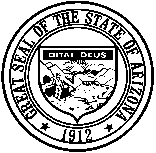 GREAT SEAL OF THE STATE OF ARIZONA
DITAT DEUS
1912